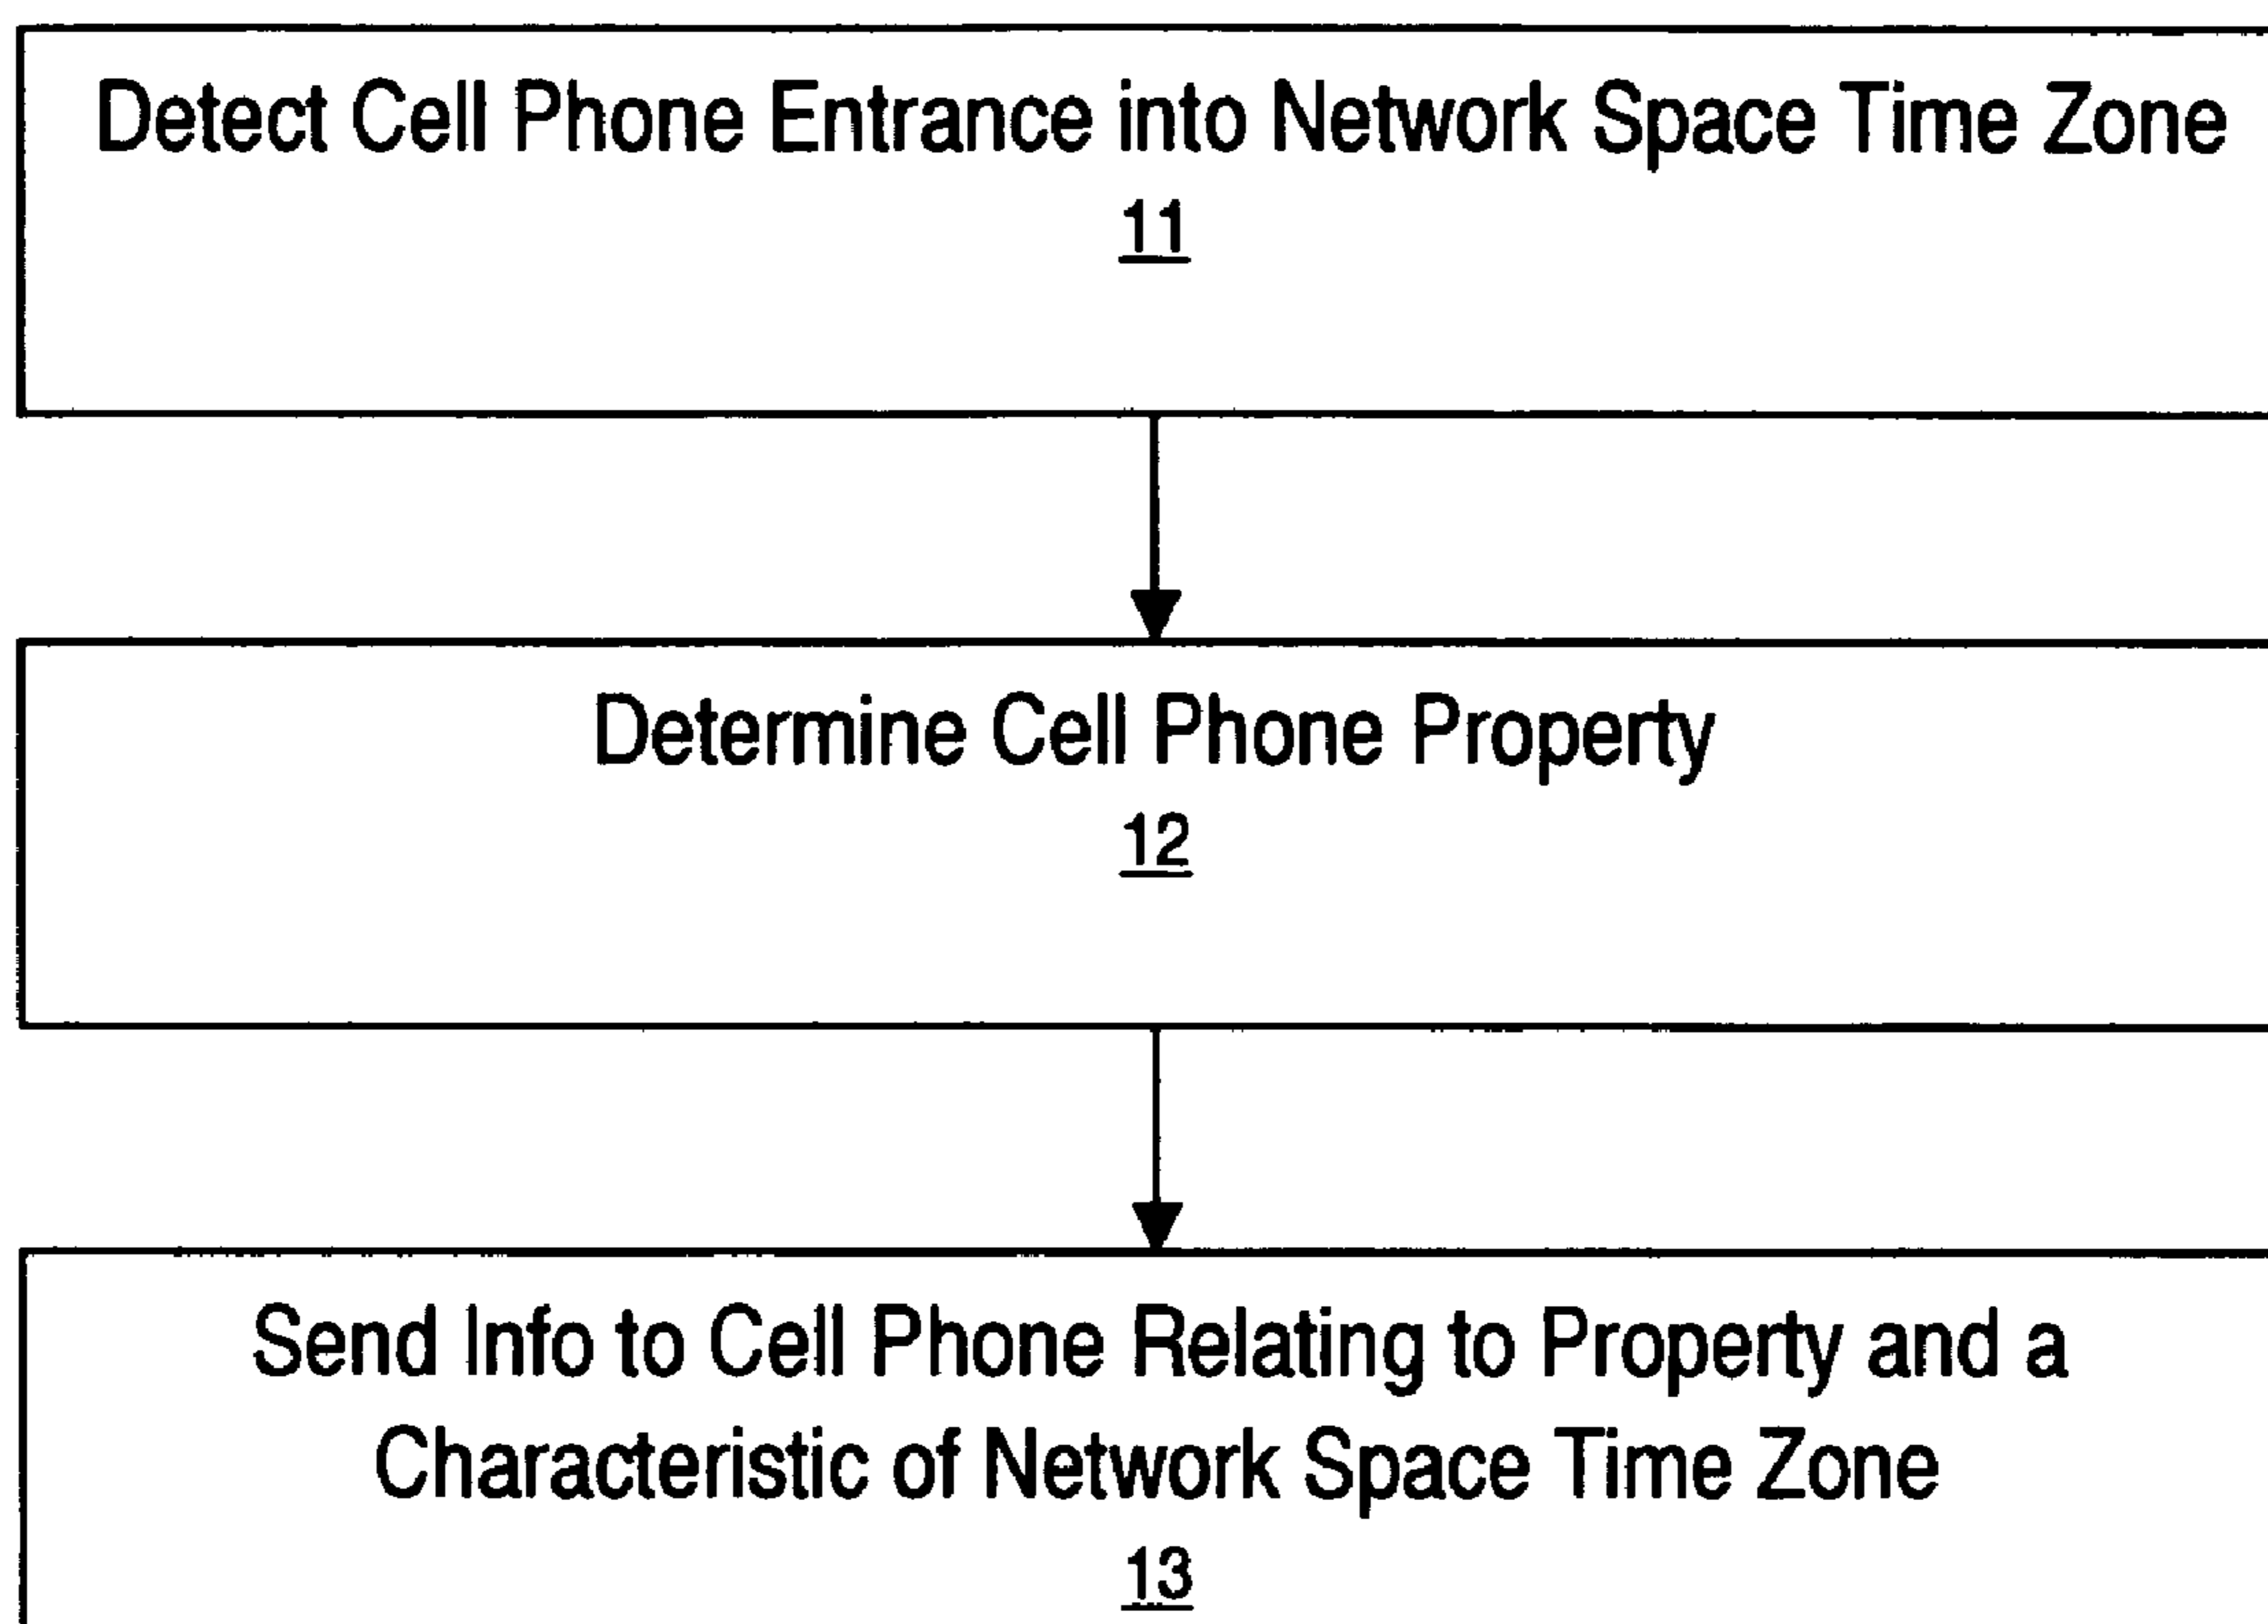 Detect Cell Phone Entrance into Network Space Time Zone
11
Determine Cell Phone Property
12
Send Info to Cell Phone Relating to Property and a
Characteristic of Network Space Time Zone
13